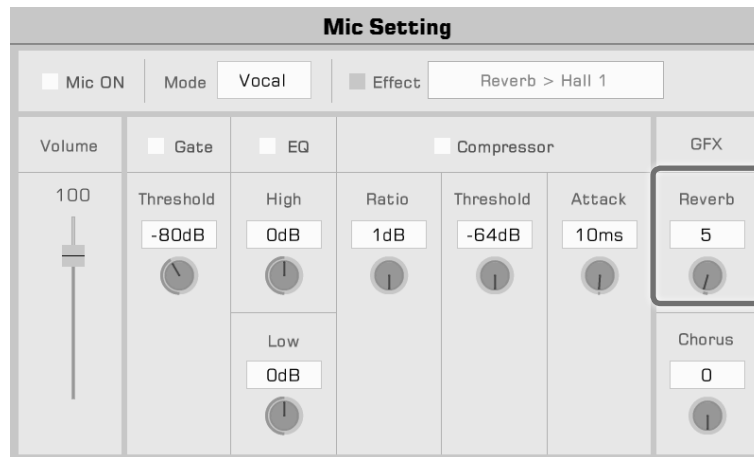 Mic Setting
Mic ON Mode Vocal Effect Reverb > Hall 1
Volume Gate EQ Compressor GFX
100 Threshold High Ratio Threshold Attack Reverb
-80dB 0dB 1dB -64dB 10ms 5
Low Chorus
0dB 0